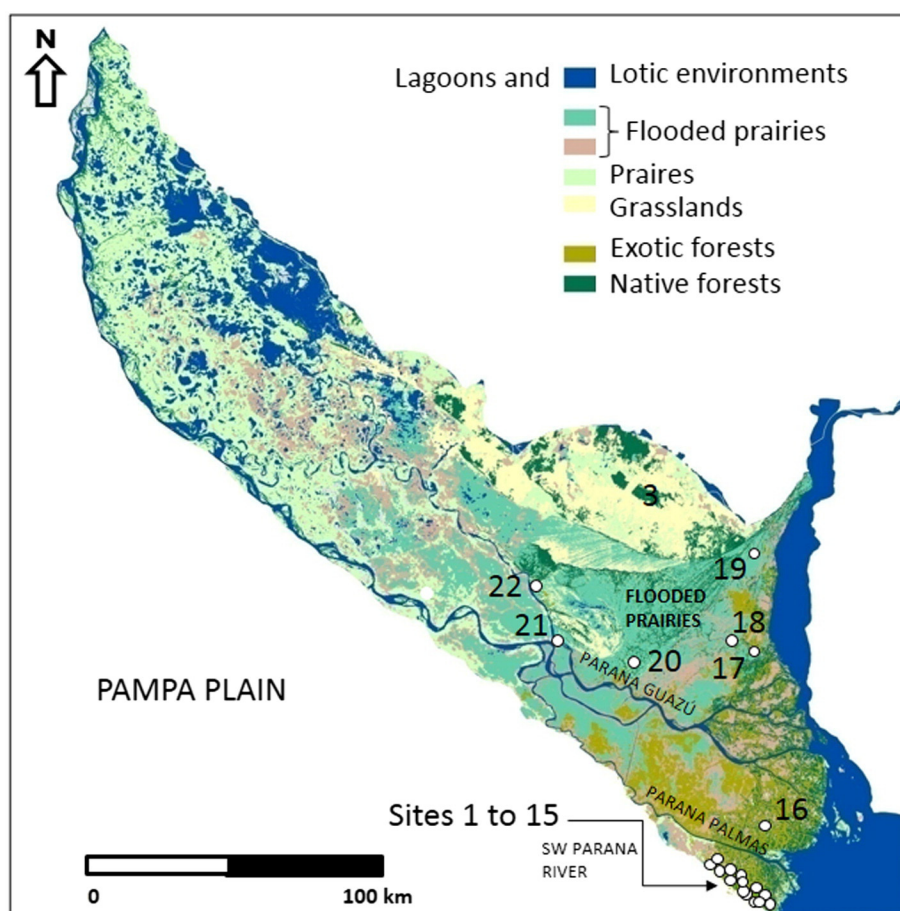 N
Lagoons and Lotic environments
Flooded prairies
Praires
Grasslands
Exotic forests
Native forests
3
19
22
FLOODED
PRAIRIES
18
21
20
17
PARANA GUAZÚ
PAMPA PLAIN
16
PARANA PALMAS
Sites 1 to 15
SW PARANA
RIVER
0 100 km